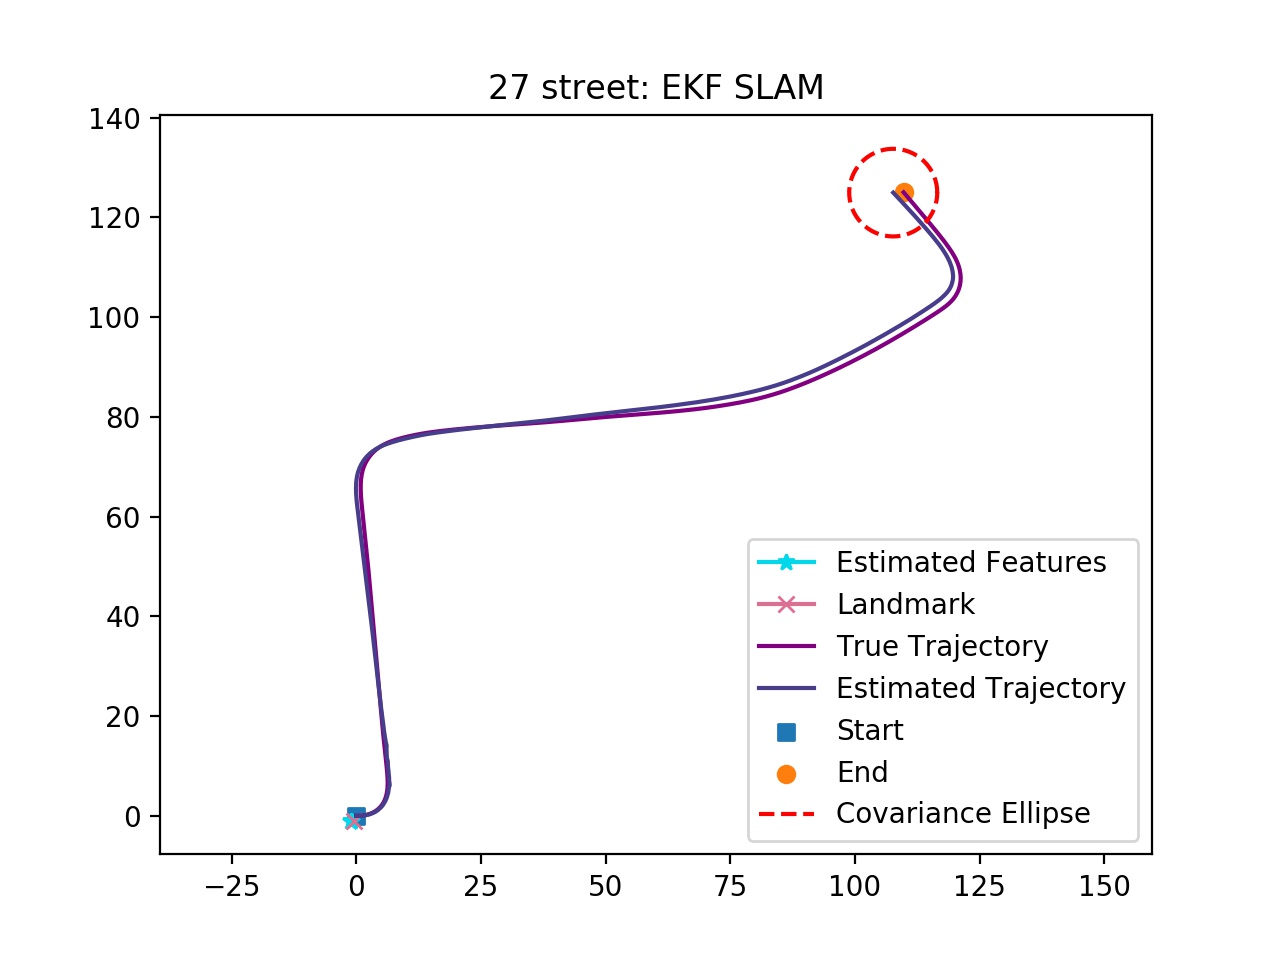 27 street: EKF SLAM
140
120
100
80
60
40
20
0
−25 0 25 50 75 100 125 150
Estimated Features
Landmark
True Trajectory
Estimated Trajectory
Start
End
Covariance Ellipse